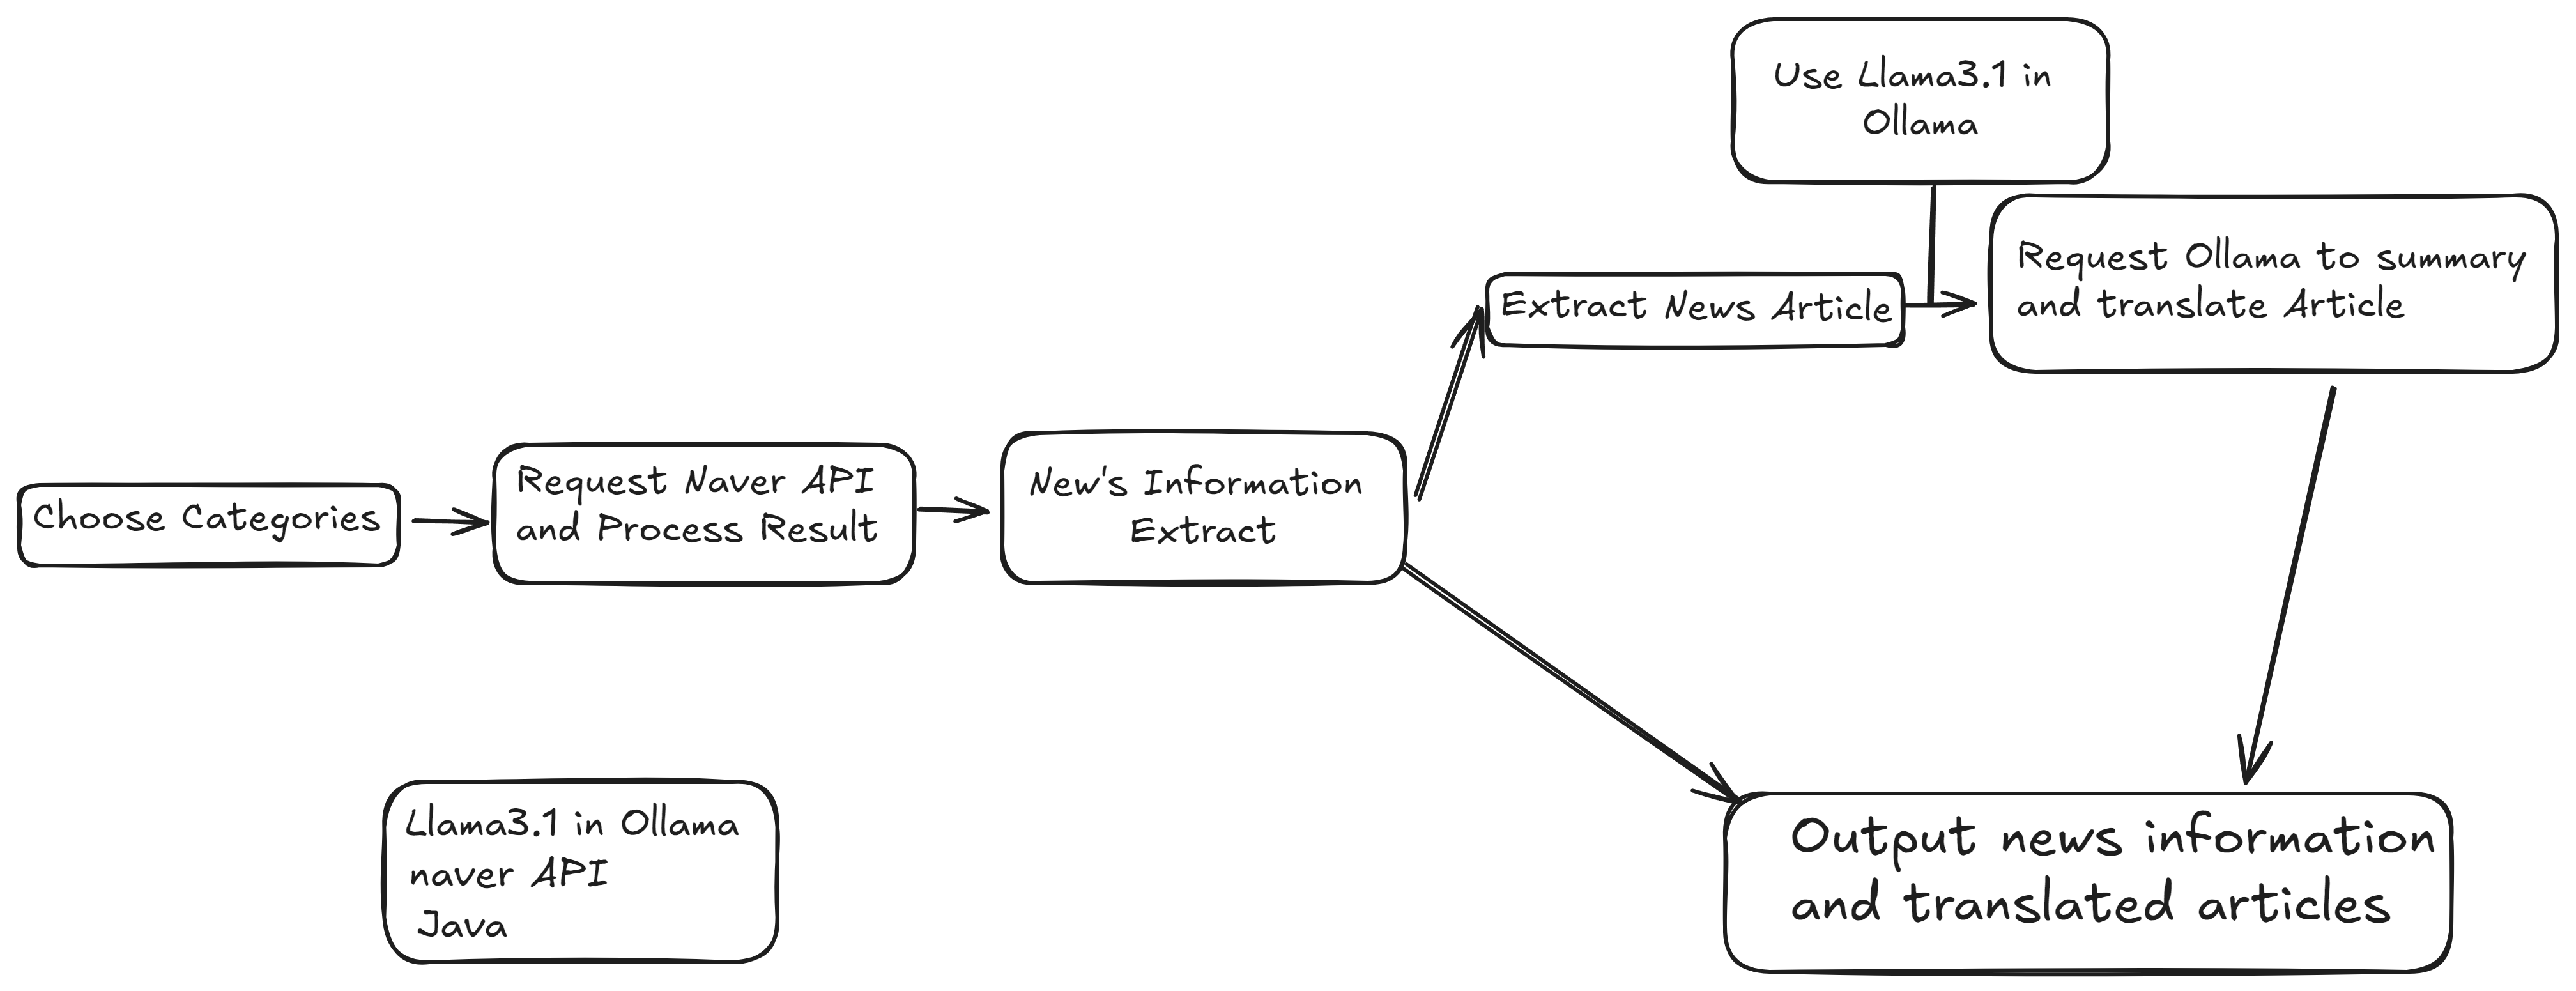 Use Llama3.1 in
Ollama
Request Ollama to summary
and translate Article
Extract News Article
Choose Categories
Request Naver API
and Process Result
New's Information
Extract
Llama3.1 in Ollama
naver API
Java
Output news information
and translated articles